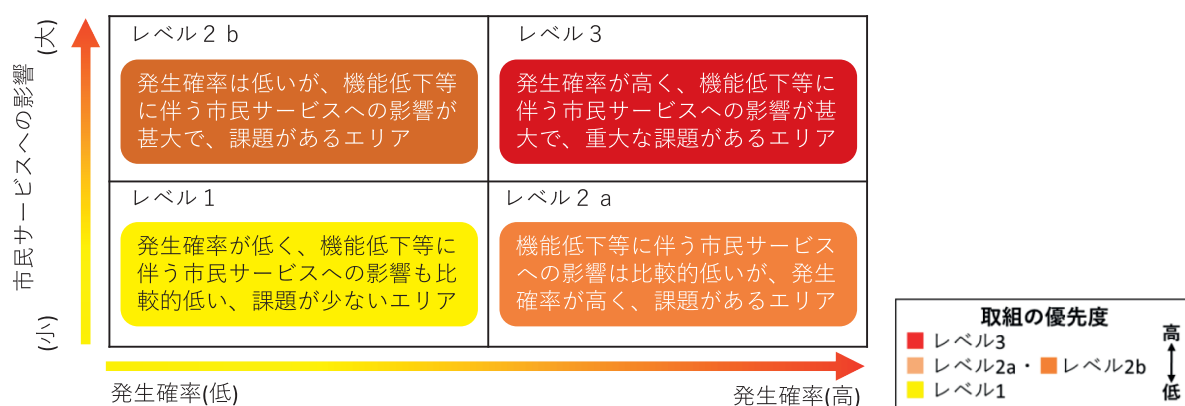 (大)
市民サービスへの影響
(小)
レベル２ｂ
発生確率は低いが、機能低下等
に伴う市民サービスへの影響が
甚大で、課題があるエリア
レベル３
発生確率が高く、機能低下等に
伴う市民サービスへの影響が甚
大で、重大な課題があるエリア
レベル１
発生確率が低く、機能低下等に
伴う市民サービスへの影響も比
較的低い、課題が少ないエリア
レベル２ａ
機能低下等に伴う市民サービス
への影響は比較的低いが、発生
確率が高く、課題があるエリア
発生確率(低)
発生確率(高)
取組の優先度
レベル3
レベル2a・レベル2b
レベル1
高
低